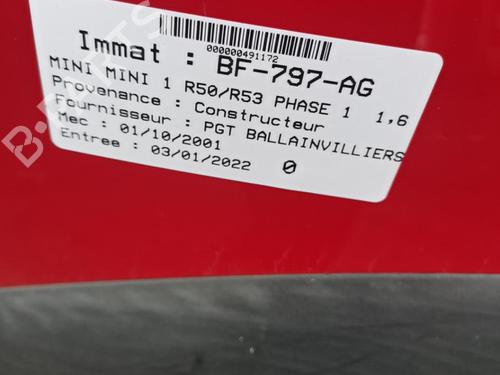 000000491172
Immat : BF-797-AG
MINI MINI 1 R50/R53 PHASE 1 1,6
Provenance : Constructeur
Fournisseur : PGT BALLAINVILLIERS
Mec : 01/10/2001
Entree : 03/01/2022 0